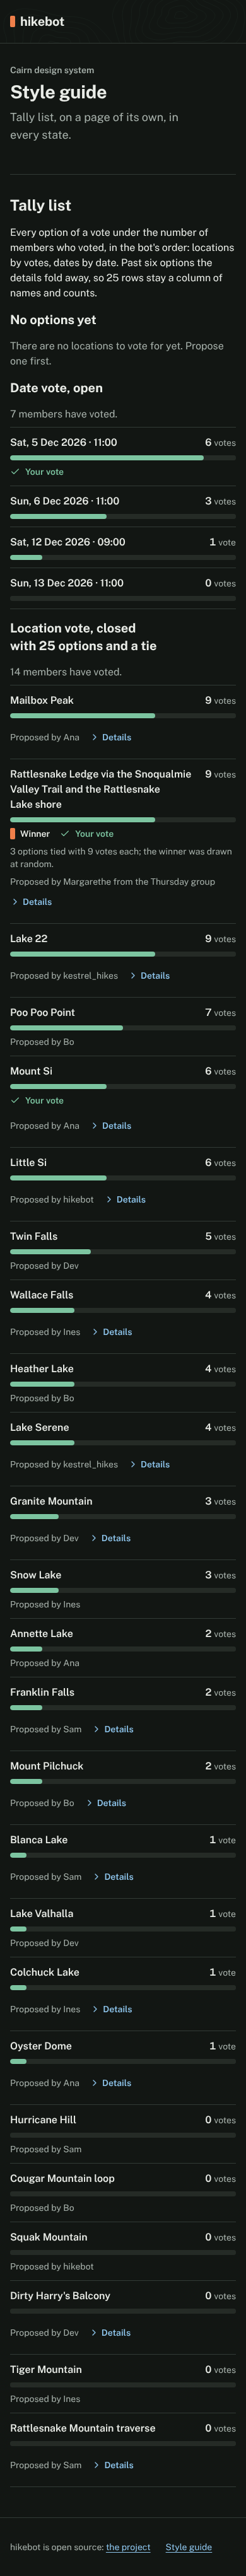 hikebot
Cairn design system
Style guide
Tally list, on a page of its own, in
every state.
Tally list
Every option of a vote under the number of
members who voted, in the bot's order: locations
by votes, dates by date. Past six options the
details fold away, so 25 rows stay a column of
names and counts.
No options yet
There are no locations to vote for yet. Propose
one first.
Date vote, open
7 members have voted.
Sat, 5 Dec 2026 · 11:00 6 votes
Your vote
Sun, 6 Dec 2026 · 11:00 3 votes
Sat, 12 Dec 2026 · 09:00 1 vote
Sun, 13 Dec 2026 · 11:00 0 votes
Location vote, closed
with 25 options and a tie
14 members have voted.
Mailbox Peak 9 votes
Proposed by Ana Details
Rattlesnake Ledge via the Snoqualmie 9 votes
Valley Trail and the Rattlesnake
Lake shore
Winner Your vote
3 options tied with 9 votes each; the winner was drawn
at random.
Proposed by Margarethe from the Thursday group
Details
Lake 22 9 votes
Proposed by kestrel_hikes Details
Poo Poo Point 7 votes
Proposed by Bo
Mount Si 6 votes
Your vote
Proposed by Ana Details
Little Si 6 votes
Proposed by hikebot Details
Twin Falls 5 votes
Proposed by Dev
Wallace Falls 4 votes
Proposed by Ines Details
Heather Lake 4 votes
Proposed by Bo
Lake Serene 4 votes
Proposed by kestrel_hikes Details
Granite Mountain 3 votes
Proposed by Dev Details
Snow Lake 3 votes
Proposed by Ines
Annette Lake 2 votes
Proposed by Ana
Franklin Falls 2 votes
Proposed by Sam Details
Mount Pilchuck 2 votes
Proposed by Bo Details
Blanca Lake 1 vote
Proposed by Sam Details
Lake Valhalla 1 vote
Proposed by Dev
Colchuck Lake 1 vote
Proposed by Ines Details
Oyster Dome 1 vote
Proposed by Ana Details
Hurricane Hill 0 votes
Proposed by Sam
Cougar Mountain loop 0 votes
Proposed by Bo
Squak Mountain 0 votes
Proposed by hikebot
Dirty Harry's Balcony 0 votes
Proposed by Dev Details
Tiger Mountain 0 votes
Proposed by Ines
Rattlesnake Mountain traverse 0 votes
Proposed by Sam Details
hikebot is open source: the project Style guide